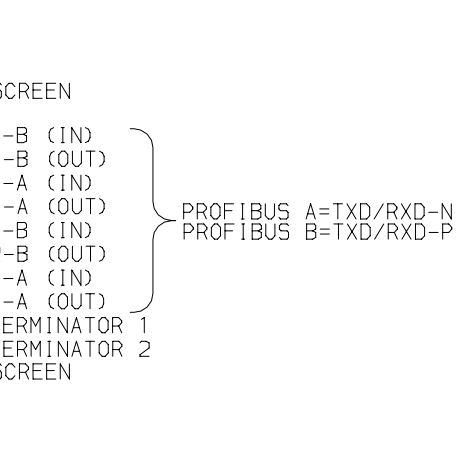 SCREEN
-B (IN)
-B (OUT)
-A (IN)
-A (OUT)
-B (IN)
-B (OUT)
-A (IN)
-A (OUT)
PROFIBUS A=TXD/RXD-N
PROFIBUS B=TXD/RXD-P
ERMINATOR 1
ERMINATOR 2
SCREEN